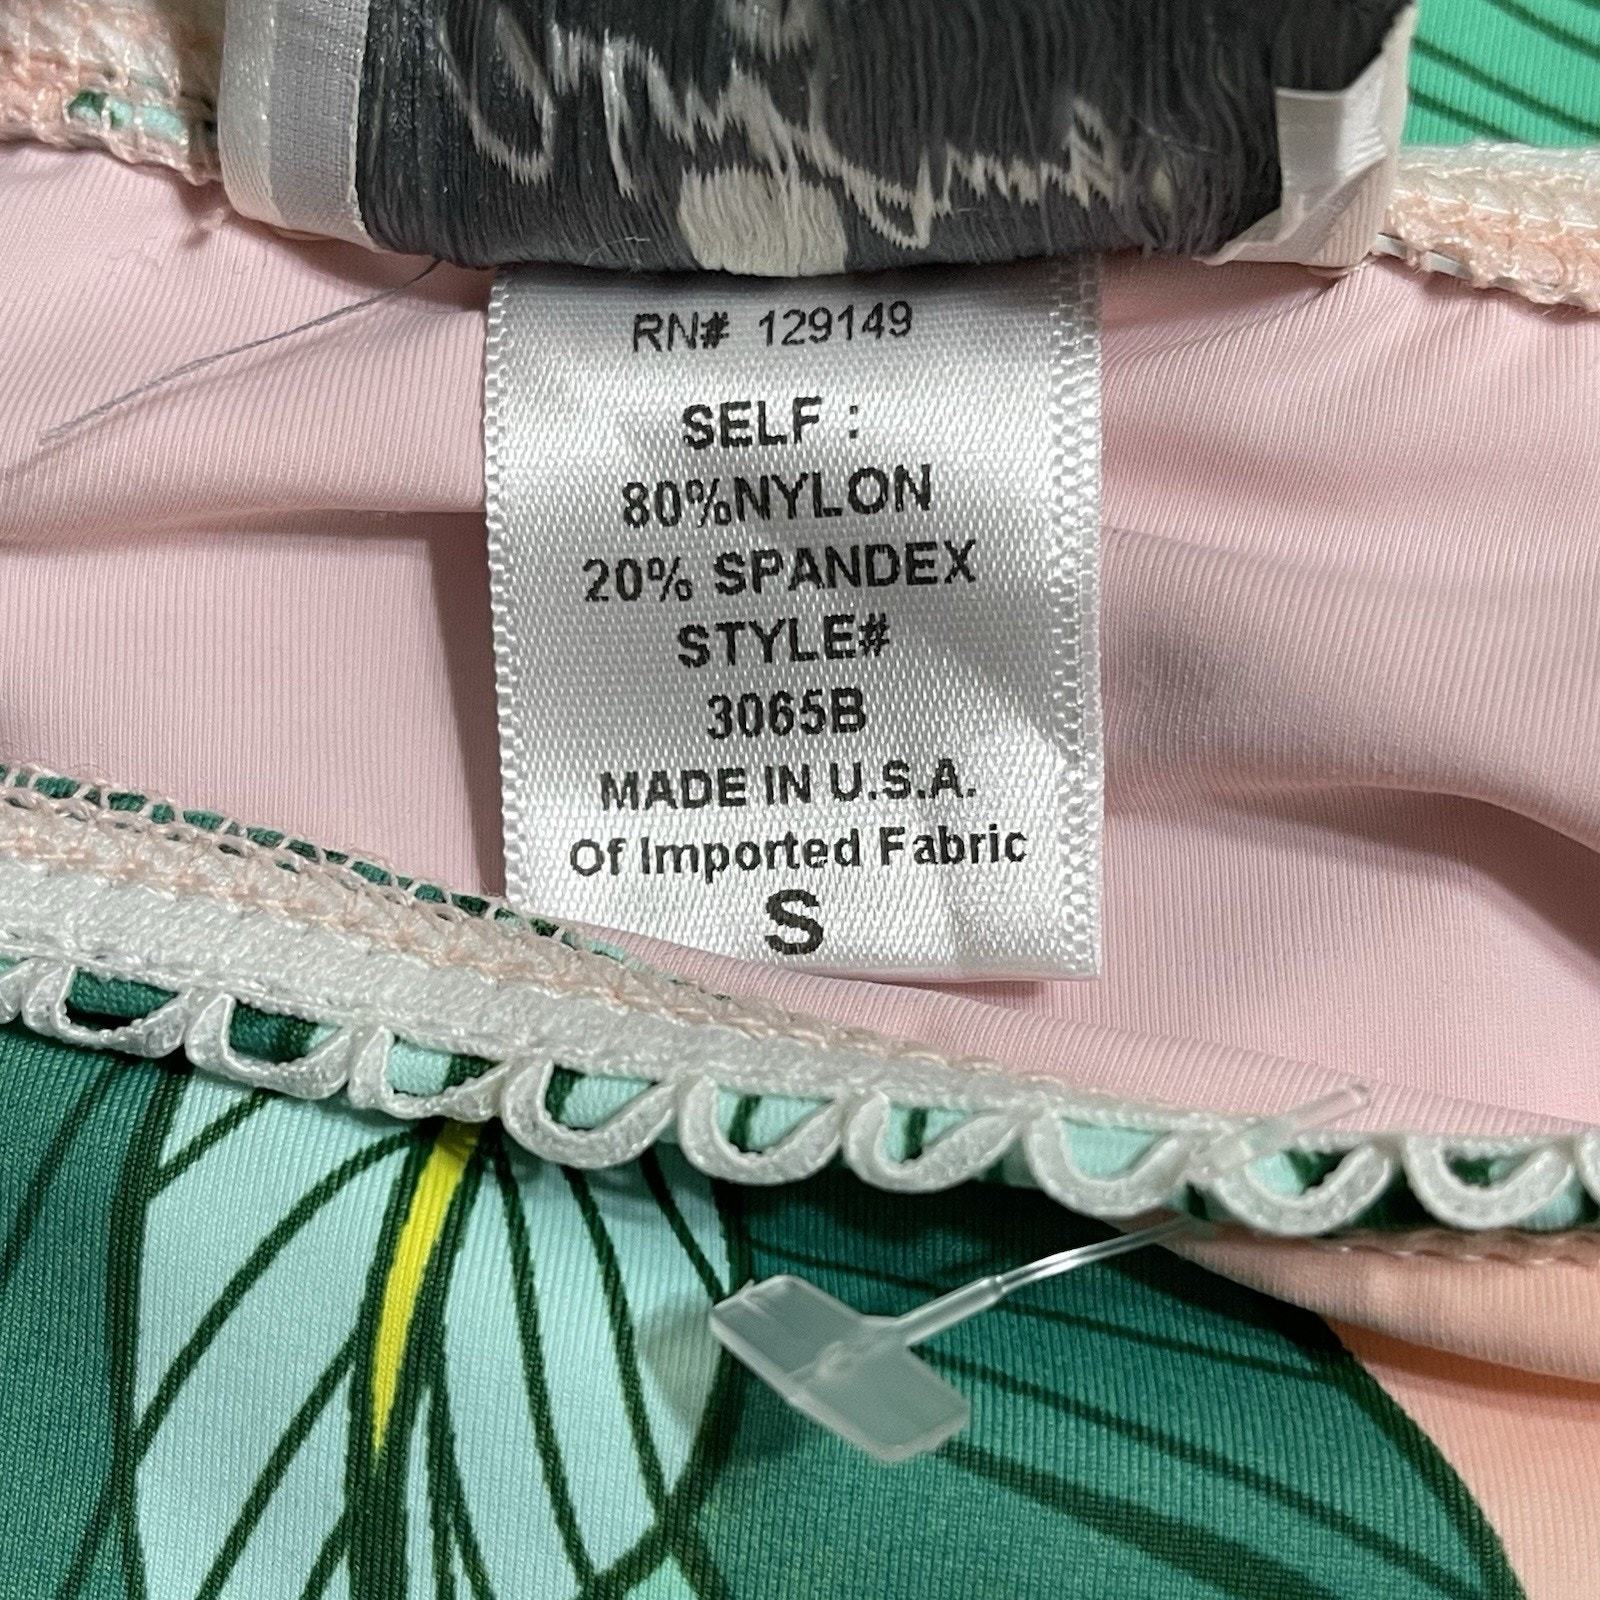 RN# 129149
SELF :
80%NYLON
20% SPANDEX
STYLE#
3065B
MADE IN U.S.A.
Of Imported Fabric
S